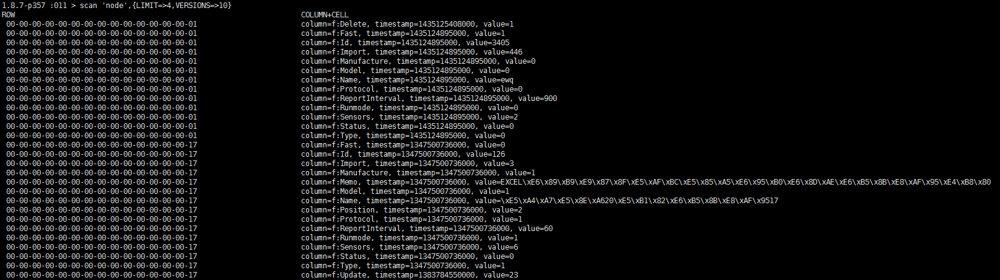 1.8.7-p357 :011 > scan 'node',{LIMIT=>4,VERSIONS=>10}
ROW COLUMN+CELL
00-00-00-00-00-00-00-00-00-00-00-00-00-00-01 column=f:Delete, timestamp=1435125408000, value=1
00-00-00-00-00-00-00-00-00-00-00-00-00-00-01 column=f:Fast, timestamp=1435124895000, value=1
00-00-00-00-00-00-00-00-00-00-00-00-00-00-01 column=f:Id, timestamp=1435124895000, value=3405
00-00-00-00-00-00-00-00-00-00-00-00-00-00-01 column=f:Import, timestamp=1435124895000, value=446
00-00-00-00-00-00-00-00-00-00-00-00-00-00-01 column=f:Manufacture, timestamp=1435124895000, value=0
00-00-00-00-00-00-00-00-00-00-00-00-00-00-01 column=f:Model, timestamp=1435124895000, value=0
00-00-00-00-00-00-00-00-00-00-00-00-00-00-01 column=f:Name, timestamp=1435124895000, value=ewq
00-00-00-00-00-00-00-00-00-00-00-00-00-00-01 column=f:Protocol, timestamp=1435124895000, value=0
00-00-00-00-00-00-00-00-00-00-00-00-00-00-01 column=f:ReportInterval, timestamp=1435124895000, value=900
00-00-00-00-00-00-00-00-00-00-00-00-00-00-01 column=f:Runmode, timestamp=1435124895000, value=0
00-00-00-00-00-00-00-00-00-00-00-00-00-00-01 column=f:Sensors, timestamp=1435124895000, value=2
00-00-00-00-00-00-00-00-00-00-00-00-00-00-01 column=f:Status, timestamp=1435124895000, value=0
00-00-00-00-00-00-00-00-00-00-00-00-00-00-01 column=f:Type, timestamp=1435124895000, value=0
00-00-00-00-00-00-00-00-00-00-00-00-00-00-17 column=f:Fast, timestamp=1347500736000, value=0
00-00-00-00-00-00-00-00-00-00-00-00-00-00-17 column=f:Id, timestamp=1347500736000, value=126
00-00-00-00-00-00-00-00-00-00-00-00-00-00-17 column=f:Import, timestamp=1347500736000, value=3
00-00-00-00-00-00-00-00-00-00-00-00-00-00-17 column=f:Manufacture, timestamp=1347500736000, value=1
00-00-00-00-00-00-00-00-00-00-00-00-00-00-17 column=f:Memo, timestamp=1347500736000, value=EXCEL\xE6\x89\xB9\xE9\x87\x8F\xE5\xAF\xBC\xE5\x85\xA5\xE6\x95\xB0\xE6\x8D\xAE\xE6\xB5\x8B\xE8\xAF\x95\xE4\xB8\x80
00-00-00-00-00-00-00-00-00-00-00-00-00-00-17 column=f:Model, timestamp=1347500736000, value=1
00-00-00-00-00-00-00-00-00-00-00-00-00-00-17 column=f:Name, timestamp=1347500736000, value=\xE5\xA4\xA7\xE5\x8E\xA620\xE5\xB1\x82\xE6\xB5\x8B\xE8\xAF\x9517
00-00-00-00-00-00-00-00-00-00-00-00-00-00-17 column=f:Position, timestamp=1347500736000, value=2
00-00-00-00-00-00-00-00-00-00-00-00-00-00-17 column=f:Protocol, timestamp=1347500736000, value=1
00-00-00-00-00-00-00-00-00-00-00-00-00-00-17 column=f:ReportInterval, timestamp=1347500736000, value=60
00-00-00-00-00-00-00-00-00-00-00-00-00-00-17 column=f:Runmode, timestamp=1347500736000, value=1
00-00-00-00-00-00-00-00-00-00-00-00-00-00-17 column=f:Sensors, timestamp=1347500736000, value=6
00-00-00-00-00-00-00-00-00-00-00-00-00-00-17 column=f:Status, timestamp=1347500736000, value=0
00-00-00-00-00-00-00-00-00-00-00-00-00-00-17 column=f:Type, timestamp=1347500736000, value=1
00-00-00-00-00-00-00-00-00-00-00-00-00-00-17 column=f:Update, timestamp=1383784550000, value=23